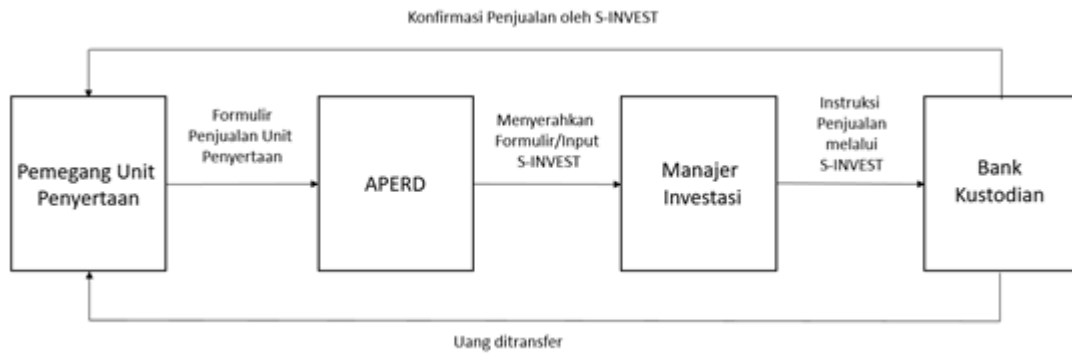 Konfirmasi Penjualan oleh S-INVEST
Formulir
Penjualan Unit
Penyertaan
Menyerahkan
Formulir/Input
S-INVEST
Instruksi
Penjualan
melalui
S-INVEST
Pemegang Unit
Penyertaan
APERD
Manajer
Investasi
Bank
Kustodian
Uang ditransfer